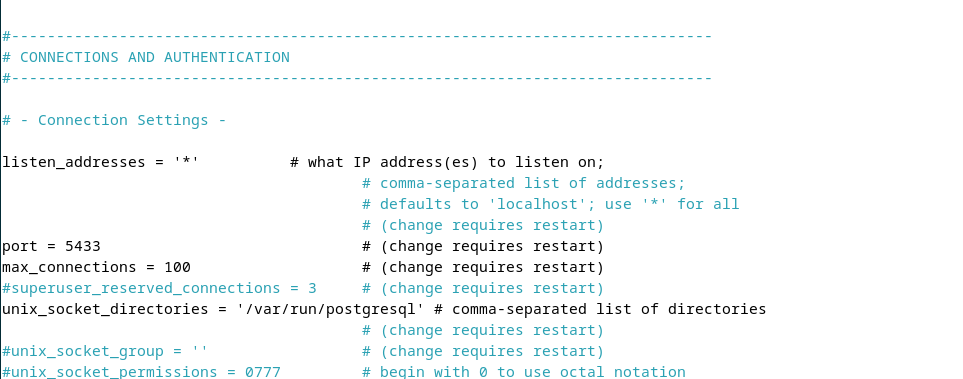 #------------------------------------------------------------------------------
# CONNECTIONS AND AUTHENTICATION
#------------------------------------------------------------------------------
# - Connection Settings -
listen_addresses = '*'          # what IP address(es) to listen on;
                                        # comma-separated list of addresses;
                                        # defaults to 'localhost'; use '*' for all
                                        # (change requires restart)
port = 5433                             # (change requires restart)
max_connections = 100                   # (change requires restart)
#superuser_reserved_connections = 3     # (change requires restart)
unix_socket_directories = '/var/run/postgresql' # comma-separated list of directories
                                        # (change requires restart)
#unix_socket_group = ''                 # (change requires restart)
#unix_socket_permissions = 0777         # begin with 0 to use octal notation